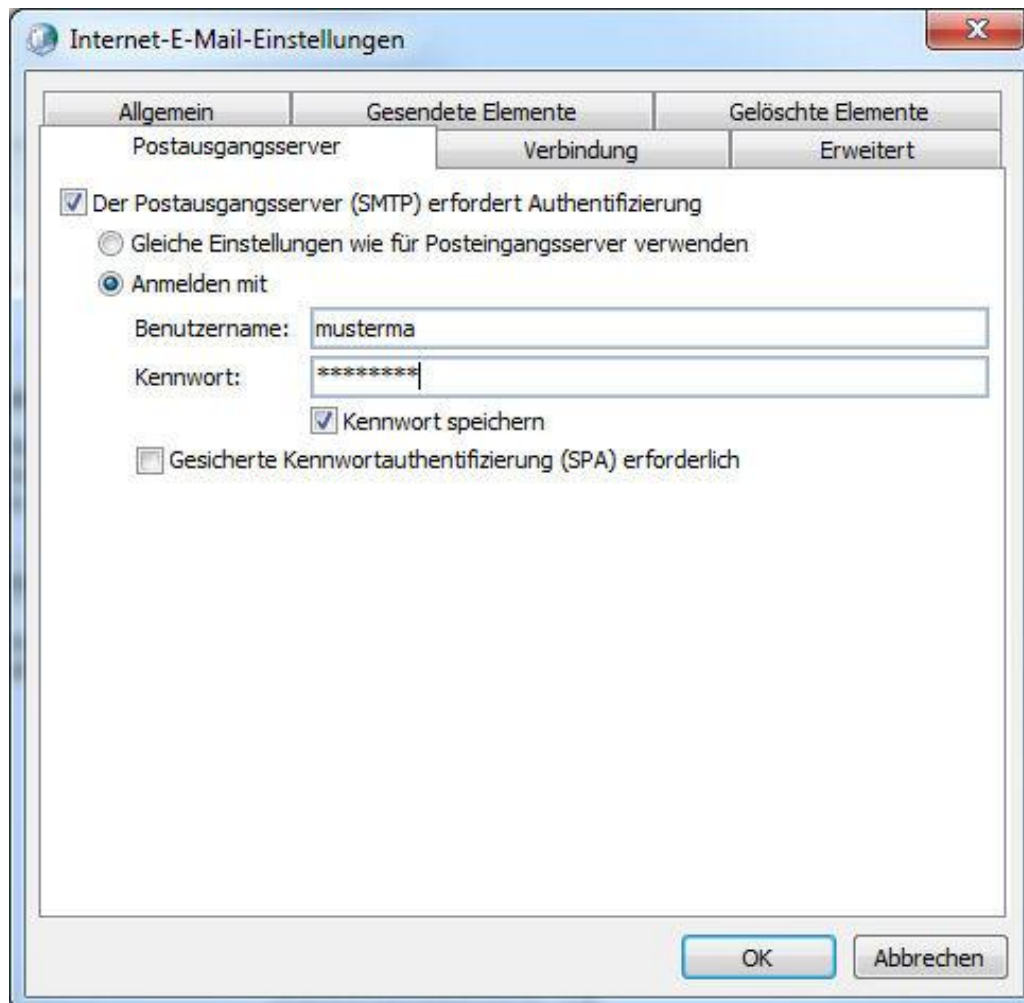 Internet-E-Mail-Einstellungen
X
Allgemein Gesendete Elemente Gelöschte Elemente
Postausgangsserver Verbindung Erweitert
Der Postausgangsserver (SMTP) erfordert Authentifizierung
Gleiche Einstellungen wie für Posteingangsserver verwenden
Anmelden mit
Benutzername: musterma
Kennwort: ********
Kennwort speichern
Gesicherte Kennwortauthentifizierung (SPA) erforderlich
OK Abbrechen